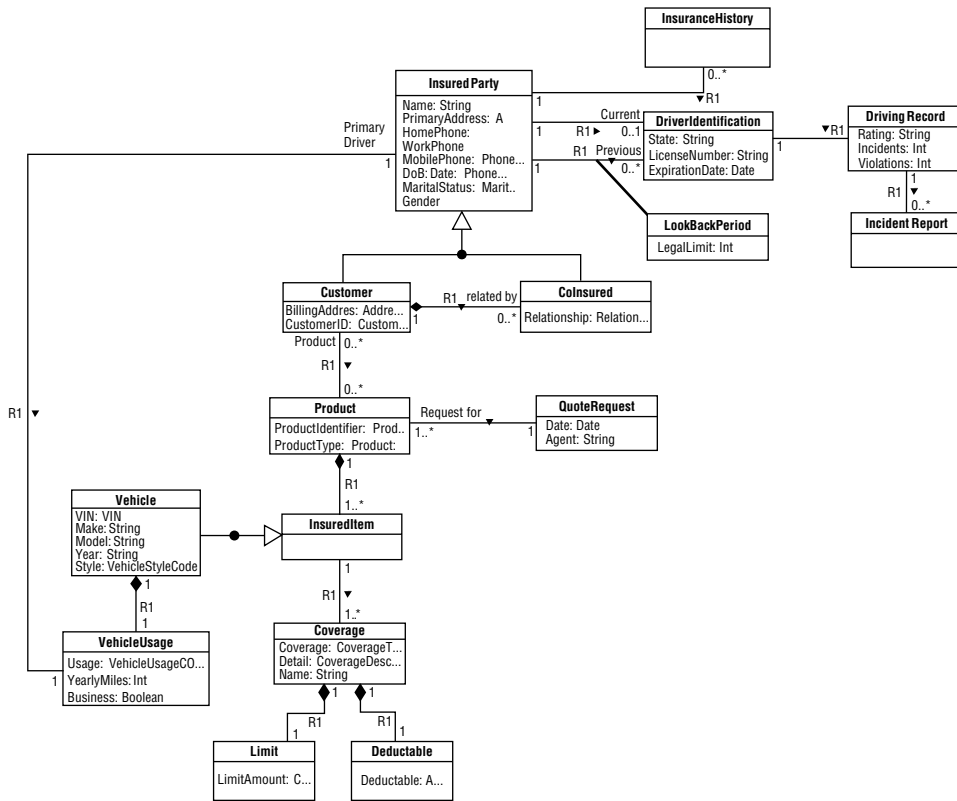 InsuranceHistory
0..*
1
R1
Insured Party
Name: String
PrimaryAddress: A
HomePhone:
WorkPhone
MobilePhone: Phone...
DoB: Date: Phone...
MaritalStatus: Marit..
Gender
Primary
Driver
1
Current
1
R1
0..1
R1
Previous
1
0..*
DriverIdentification
State: String
LicenseNumber: String
ExpirationDate: Date
1
R1
Driving Record
Rating: String
Incidents: Int
Violations: Int
1
R1
0..*
Incident Report
LookBackPeriod
LegalLimit: Int
Customer
BillingAddres: Addre...
CustomerID: Custom...
R1
related by
1
0..*
CoInsured
Relationship: Relation...
Product
0..*
R1
0..*
Product
ProductIdentifier: Prod..
ProductType: Product:
Request for
1..*
1
QuoteRequest
Date: Date
Agent: String
R1
1
R1
1..*
Vehicle
VIN: VIN
Make: String
Model: String
Year: String
Style: VehicleStyleCode
InsuredItem
1
R1
1
1
R1
1..*
VehicleUsage
Usage: VehicleUsageCO...
YearlyMiles: Int
Business: Boolean
1
Coverage
Coverage: CoverageT...
Detail: CoverageDesc...
Name: String
1
1
R1
1
R1
1
Limit
LimitAmount: C...
Deductable
Deductable: A...